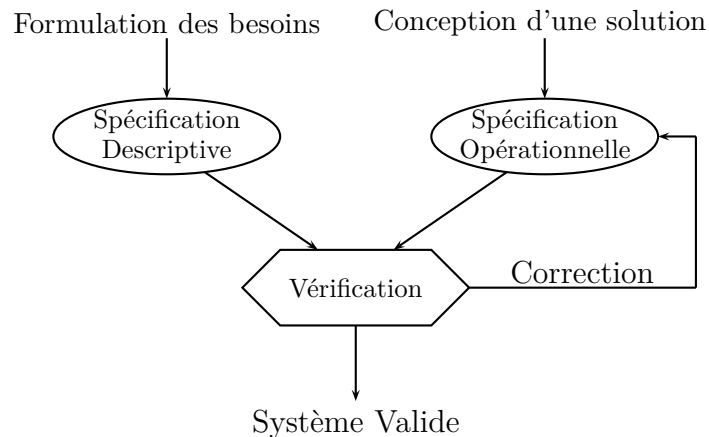 Formulation des besoins
Conception d'une solution
Spécification
Descriptive
Spécification
Opérationnelle
Vérification
Correction
Système Valide